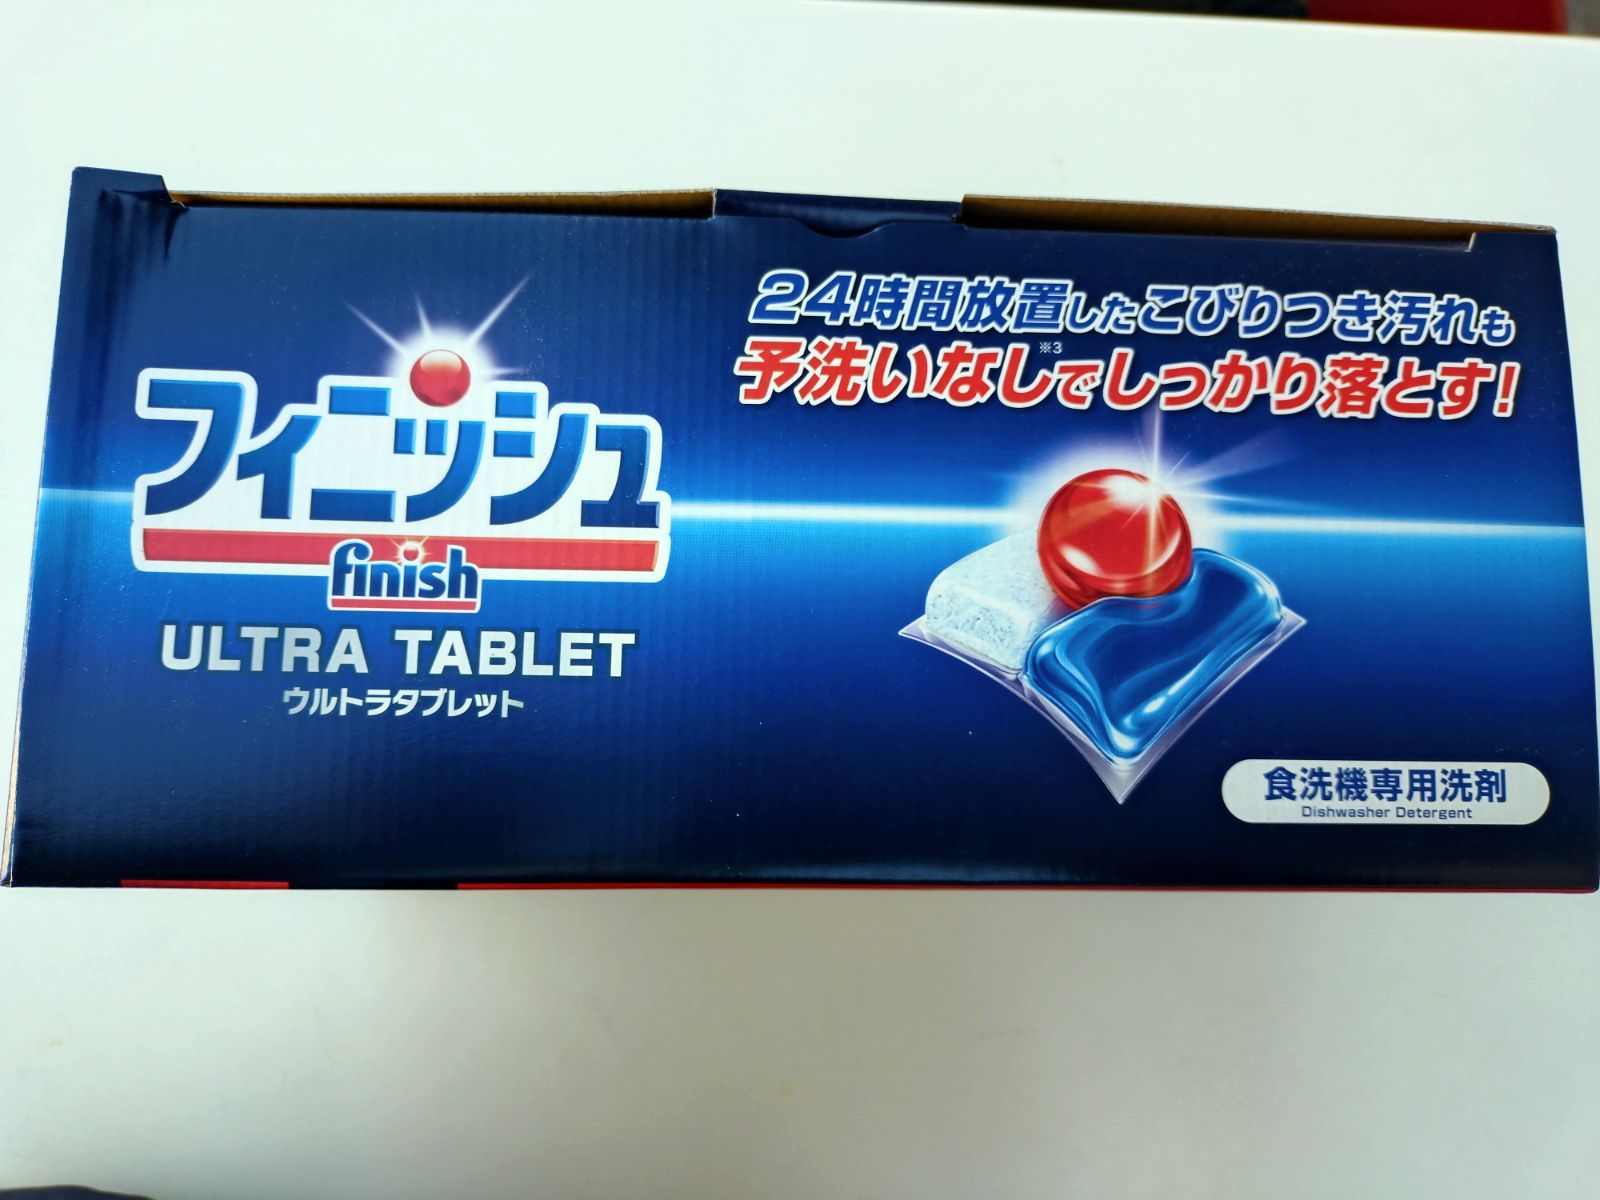 フィニッシュ
finish
ULTRA TABLET
ウルトラタブレット
24時間放置したこびりつき汚れも
予洗いなし※3でしっかり落とす!
食洗機専用洗剤
Dishwasher Detergent